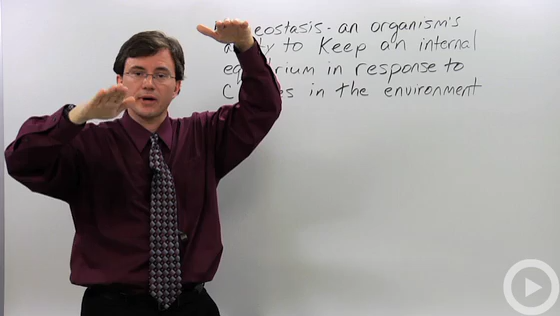 an organism's
to Keep an internal
in response to
in the environment